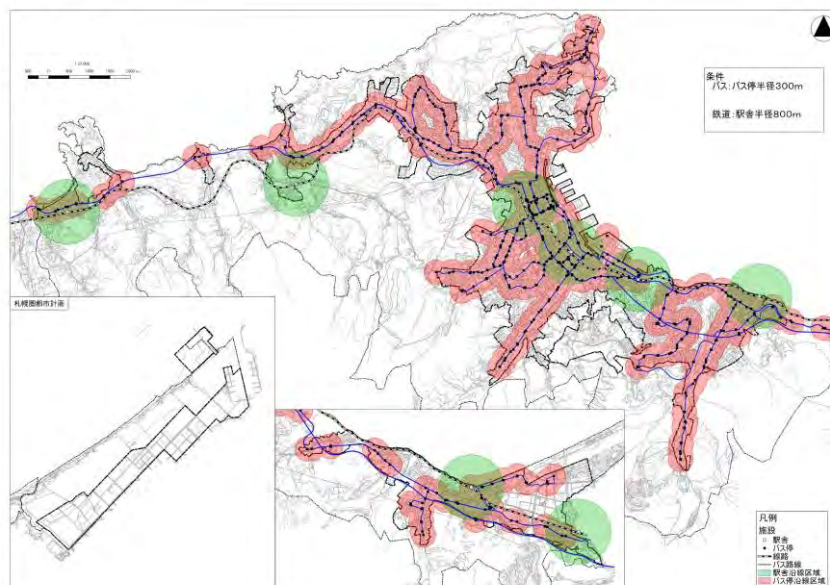 条件
バス:バス停半径300m
鉄道:駅舎半径800m
札幌圏都市計画
凡例
施設
駅舎
バス停
線路
バス路線
駅舎沿線区域
バス停沿線区域